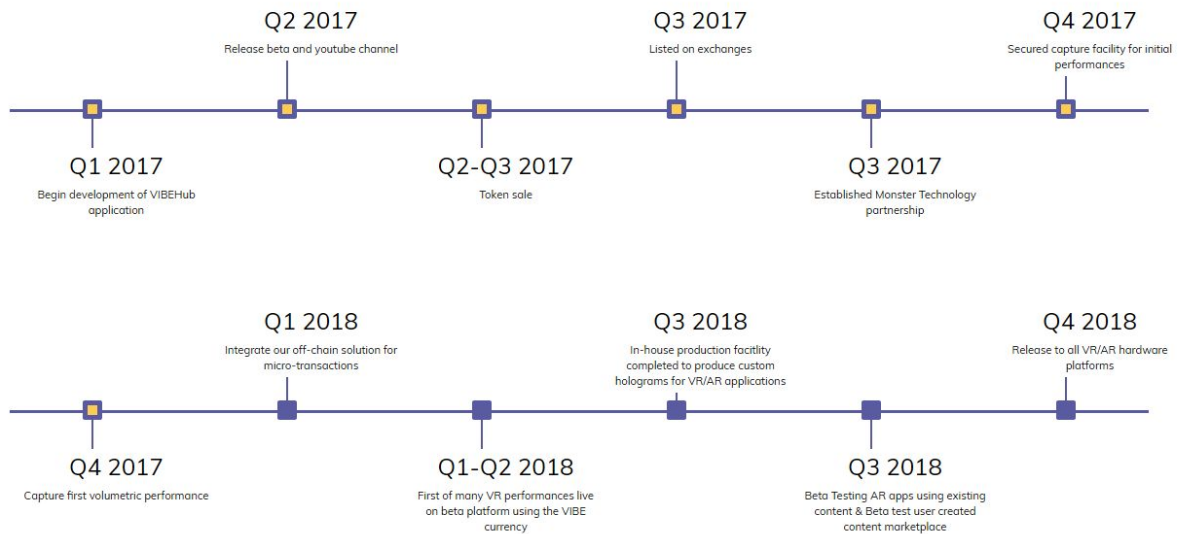 Q2 2017
Release beta and youtube channel
Q3 2017
Listed on exchanges
Q4 2017
Secured capture facility for initial
performances
Q1 2017
Begin development of VIBEHub
application
Q2-Q3 2017
Token sale
Q3 2017
Established Monster Technology
partnership
Q1 2018
Integrate our off-chain solution for
micro-transactions
Q3 2018
In-house production facitlity
completed to produce custom
holograms for VR/AR applications
Q4 2018
Release to all VR/AR hardware
platforms
Q4 2017
Capture first volumetric performance
Q1-Q2 2018
First of many VR performances live
on beta platform using the VIBE
currency
Q3 2018
Beta Testing AR apps using existing
content & Beta test user created
content marketplace